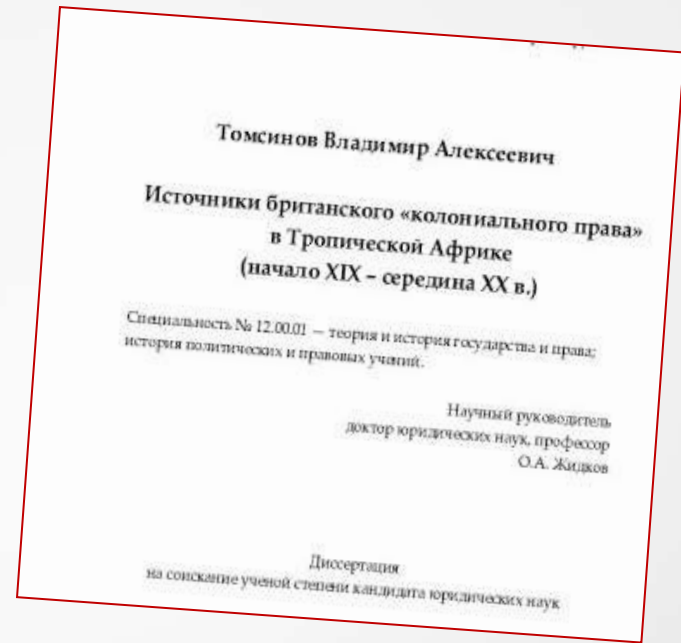 Томсинов Владимир Алексеевич
Источники британского «колониального права»
в Тропической Африке
(начало XIX – середина XX в.)
Специальность № 12.00.01 — теория и история государства и права;
история политических и правовых учений.
Научный руководитель
доктор юридических наук, профессор
О.А. Жидков
Диссертация
на соискание ученой степени кандидата юридических наук